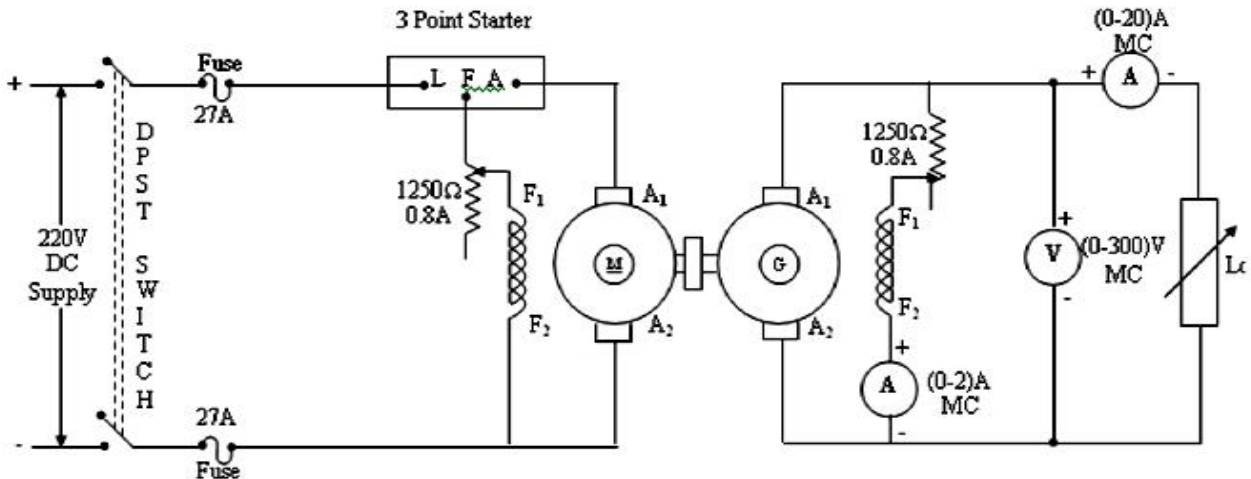 3 Point Starter
(0-20)A
MC
+ A -
Fuse
27A
L F A
+
-
220V
DC
Supply
D
P
S
T
S
W
I
T
C
H
1250Ω
0.8A
F₁
F₂
A₁
M
A₂
A₁
G
A₂
1250Ω
0.8A
F₁
F₂
+
A
-
(0-2)A
MC
+
V
-
(0-300)V
MC
27A
Fuse